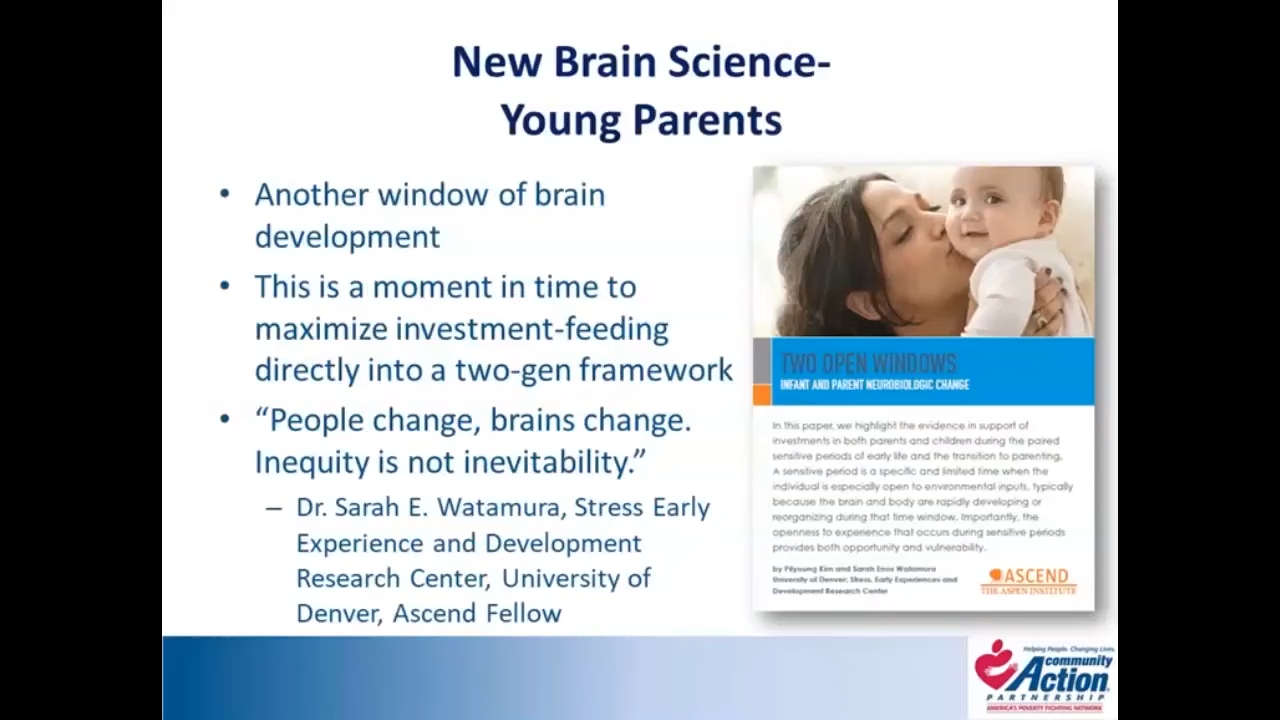 New Brain Science-
Young Parents
• Another window of brain
development
• This is a moment in time to
maximize investment-feeding
directly into a two-gen framework
• “People change, brains change.
Inequity is not inevitability.”
– Dr. Sarah E. Watamura, Stress Early
Experience and Development
Research Center, University of
Denver, Ascend Fellow
TWO OPEN WINDOWS
INFANT AND PARENT NEUROBIOLOGIC CHANGE
In this paper, we highlight the evidence in support of
investments in both parents and children during the paired
sensitive periods of early life and the transition to parenting.
A sensitive period is a specific and limited time when the
individual is especially open to environmental inputs, typically
because the brain and body are rapidly developing or
reorganizing during that time window. Importantly, the
openness to experience that occurs during sensitive periods
provides both opportunity and vulnerability.
by Pilyoung Kim and Sarah Enos Watamura
University of Denver; Stress, Early Experiences and
Development Research Center
ASCEND
THE ASPEN INSTITUTE
Helping People. Changing Lives.
community
Action
PARTNERSHIP
AMERICA'S POVERTY FIGHTING NETWORK